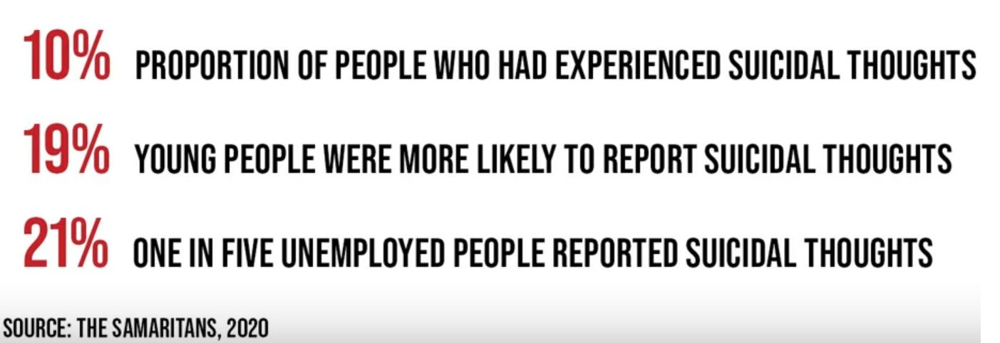 10% PROPORTION OF PEOPLE WHO HAD EXPERIENCED SUICIDAL THOUGHTS
19% YOUNG PEOPLE WERE MORE LIKELY TO REPORT SUICIDAL THOUGHTS
21% ONE IN FIVE UNEMPLOYED PEOPLE REPORTED SUICIDAL THOUGHTS
SOURCE: THE SAMARITANS, 2020